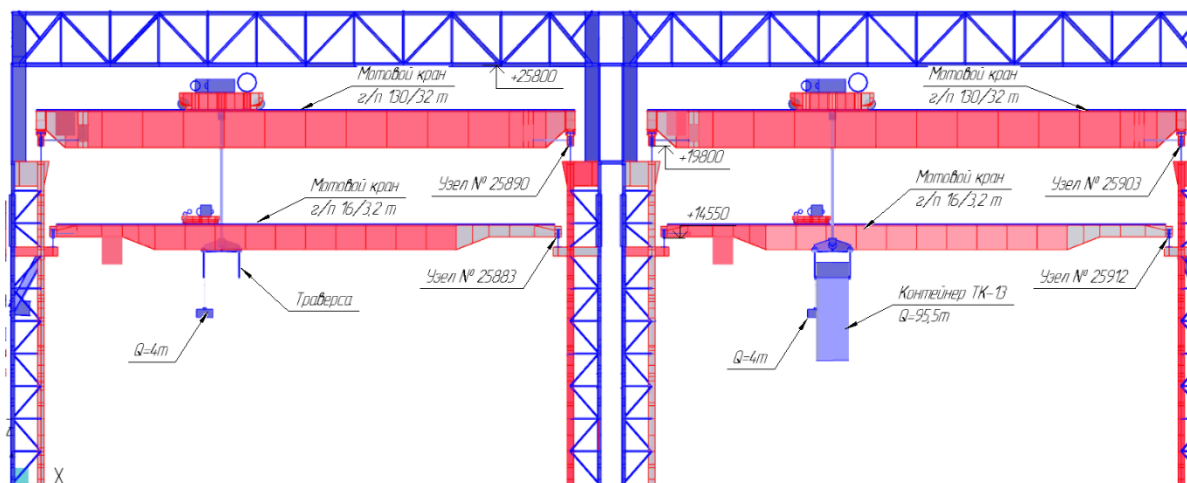 +25800
Мотовой кран
г/п 130/32 т
Мотовой кран
г/п 130/32 т
+19800
Узел № 25890
Узел № 25903
Мотовой кран
г/п 16/3,2 т
Мотовой кран
г/п 16/3,2 т
+14550
Узел № 25883
Узел № 25912
Траверса
Контейнер ТК-13
Q=95,5т
Q=4т
Q=4т
X